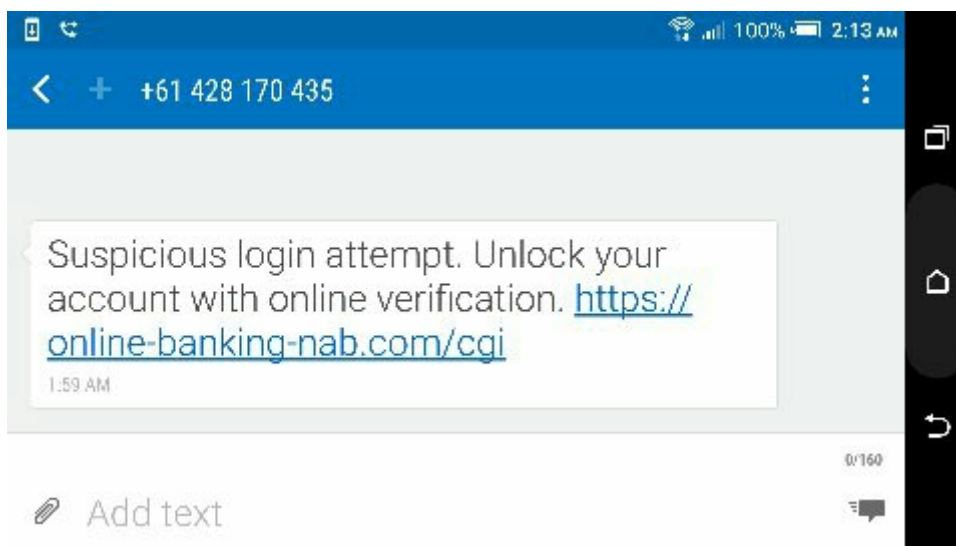 100% 2:13 AM
+61 428 170 435
Suspicious login attempt. Unlock your
account with online verification. https://
online-banking-nab.com/cgi
1:59 AM
0/160
Add text